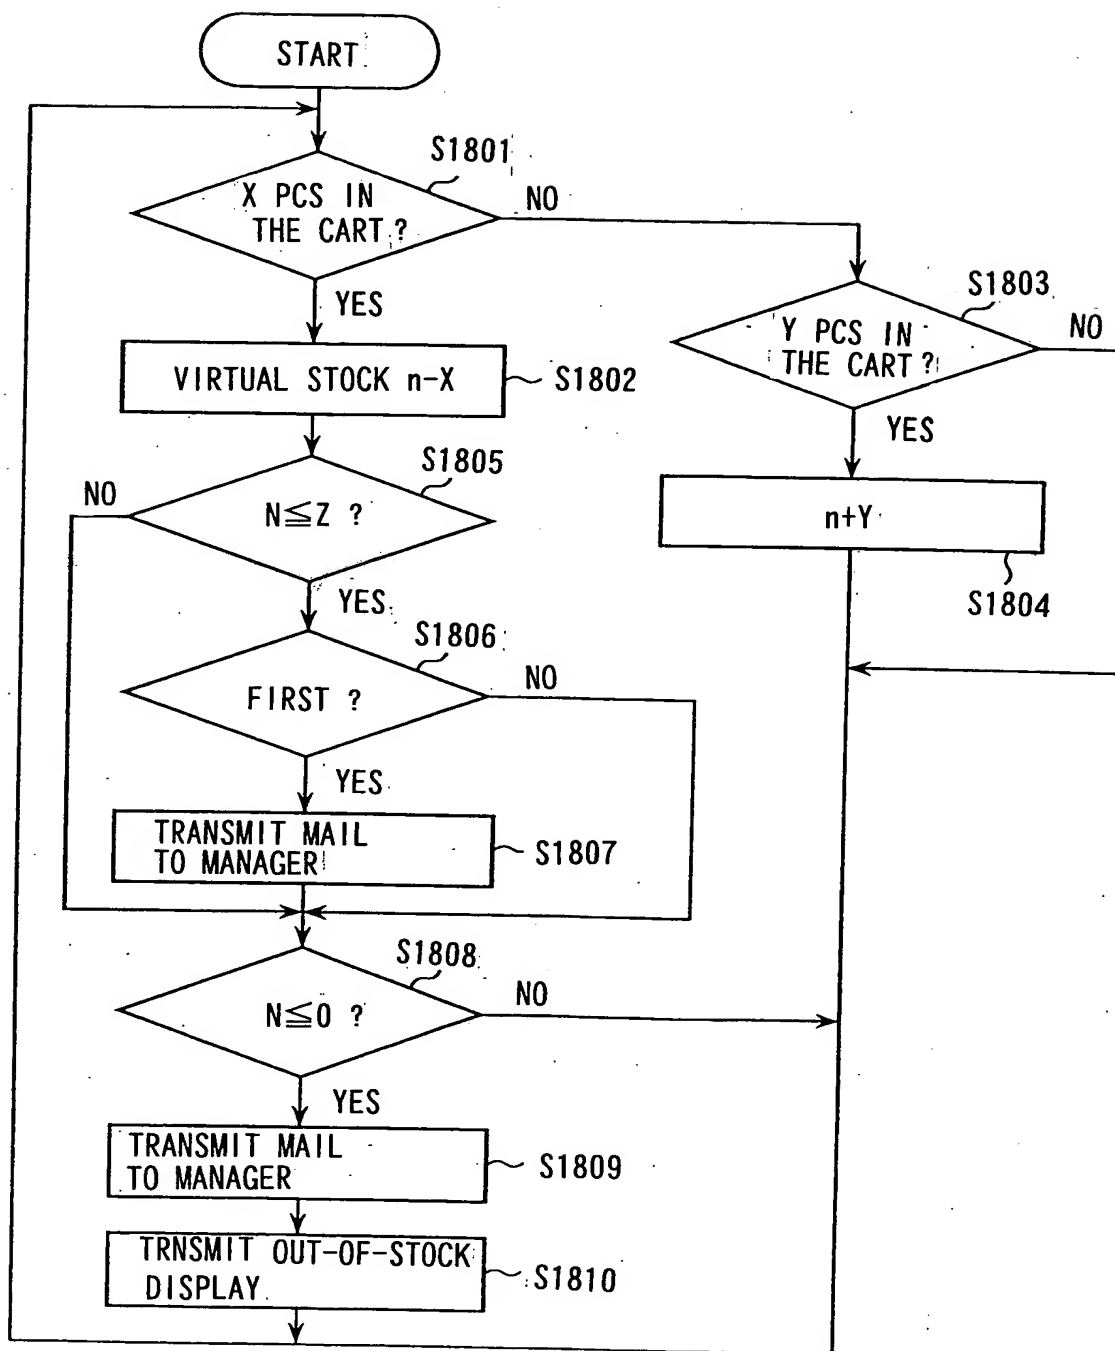 START
S1801
X PCS IN
THE CART ?
NO
YES
S1803
Y PCS IN
THE CART ?
NO
YES
VIRTUAL STOCK n-X
S1802
S1805
NO
N≦Z ?
YES
n+Y
S1804
S1806
FIRST ?
NO
YES
TRANSMIT MAIL
TO MANAGER
S1807
S1808
N≦0 ?
NO
YES
TRANSMIT MAIL
TO MANAGER
S1809
TRNSMIT OUT-OF-STOCK
DISPLAY
S1810